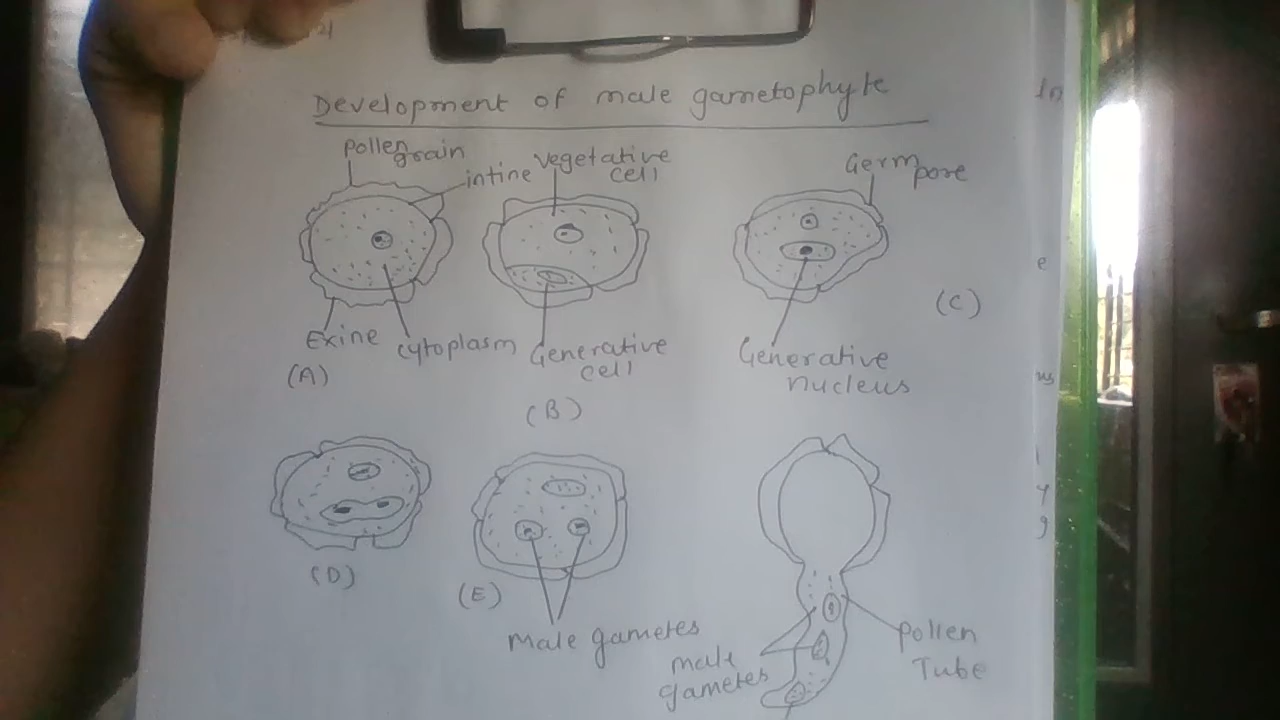 Development of male gametophyte
Pollen grain
intine
Vegetative cell
Germ pore
Exine
cytoplasm
Generative cell
Generative nucleus
(A)
(B)
(C)
(D)
(E)
Male gametes
male gametes
Pollen Tube